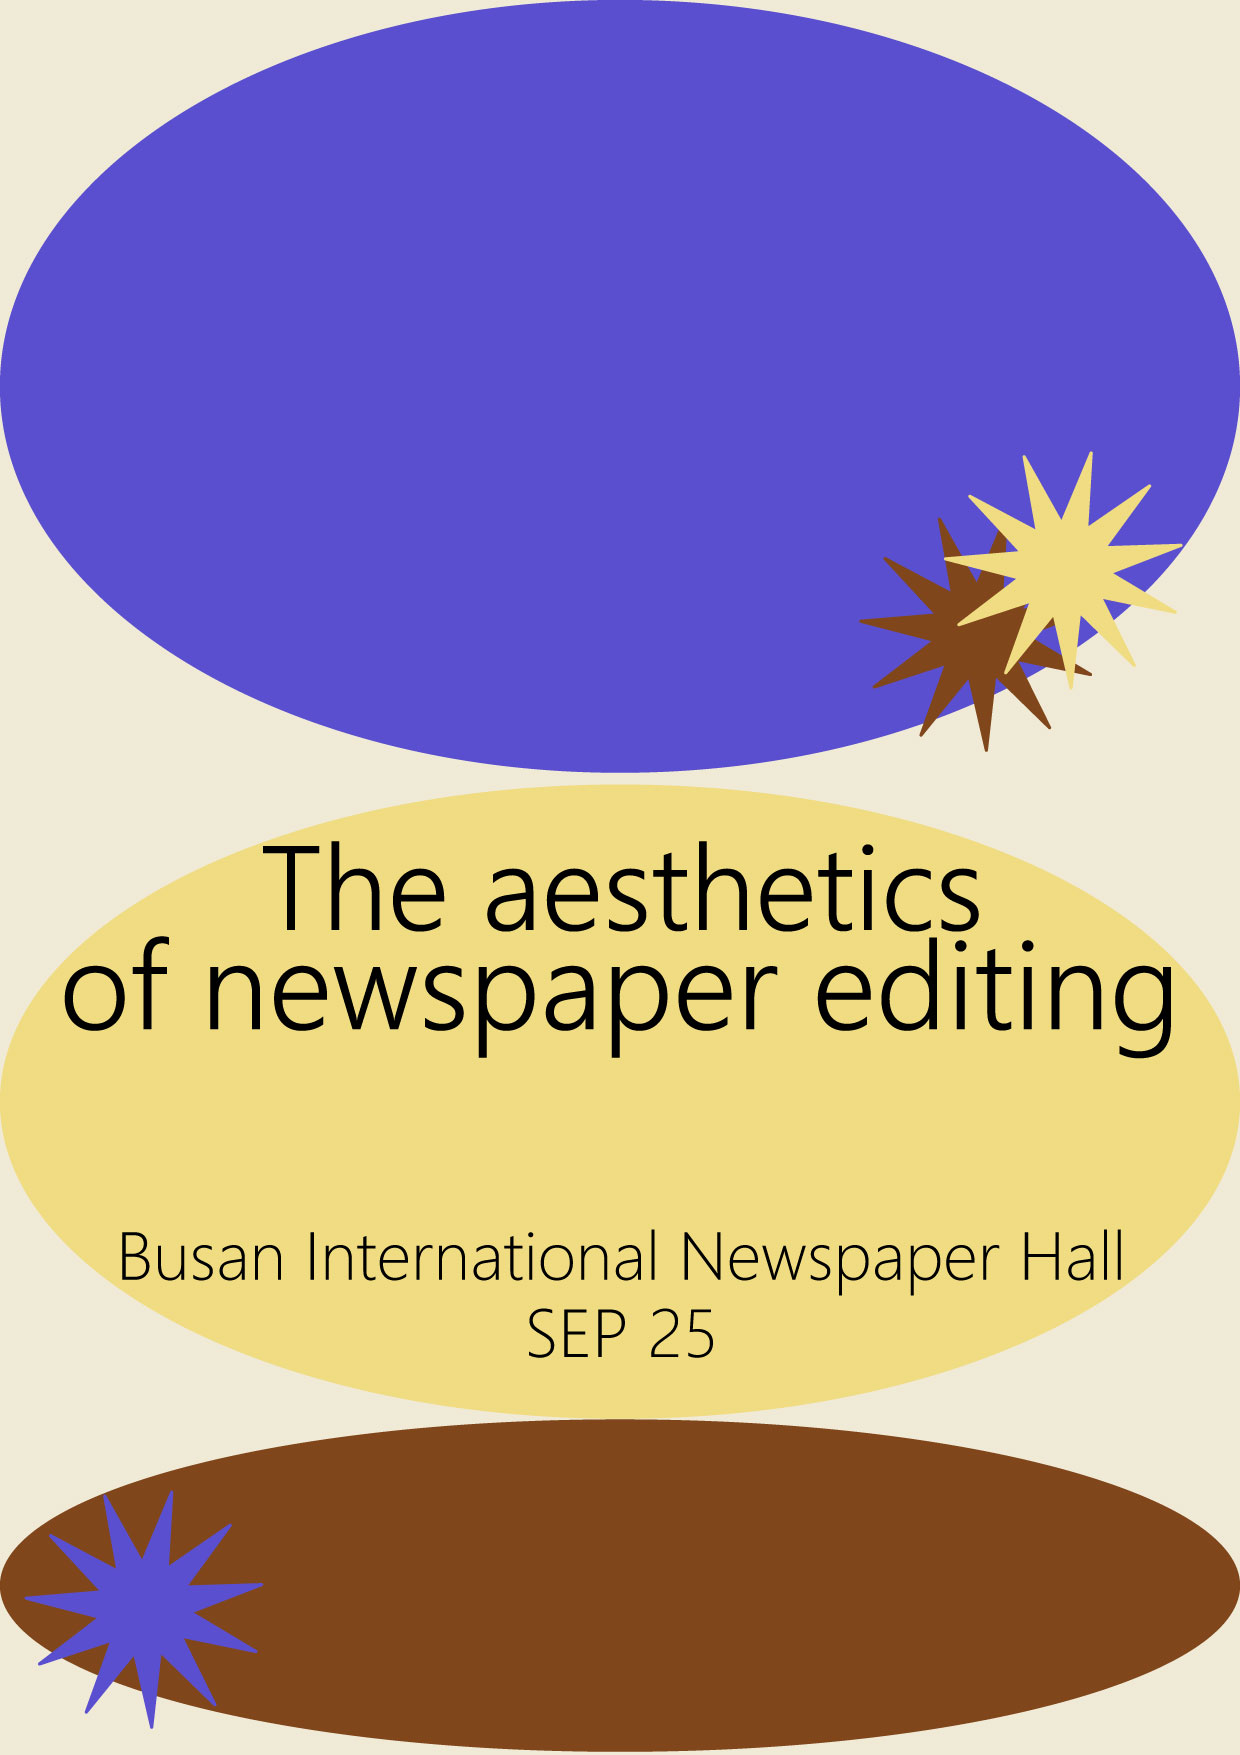 The aesthetics
of newspaper editing
Busan International Newspaper Hall
SEP 25